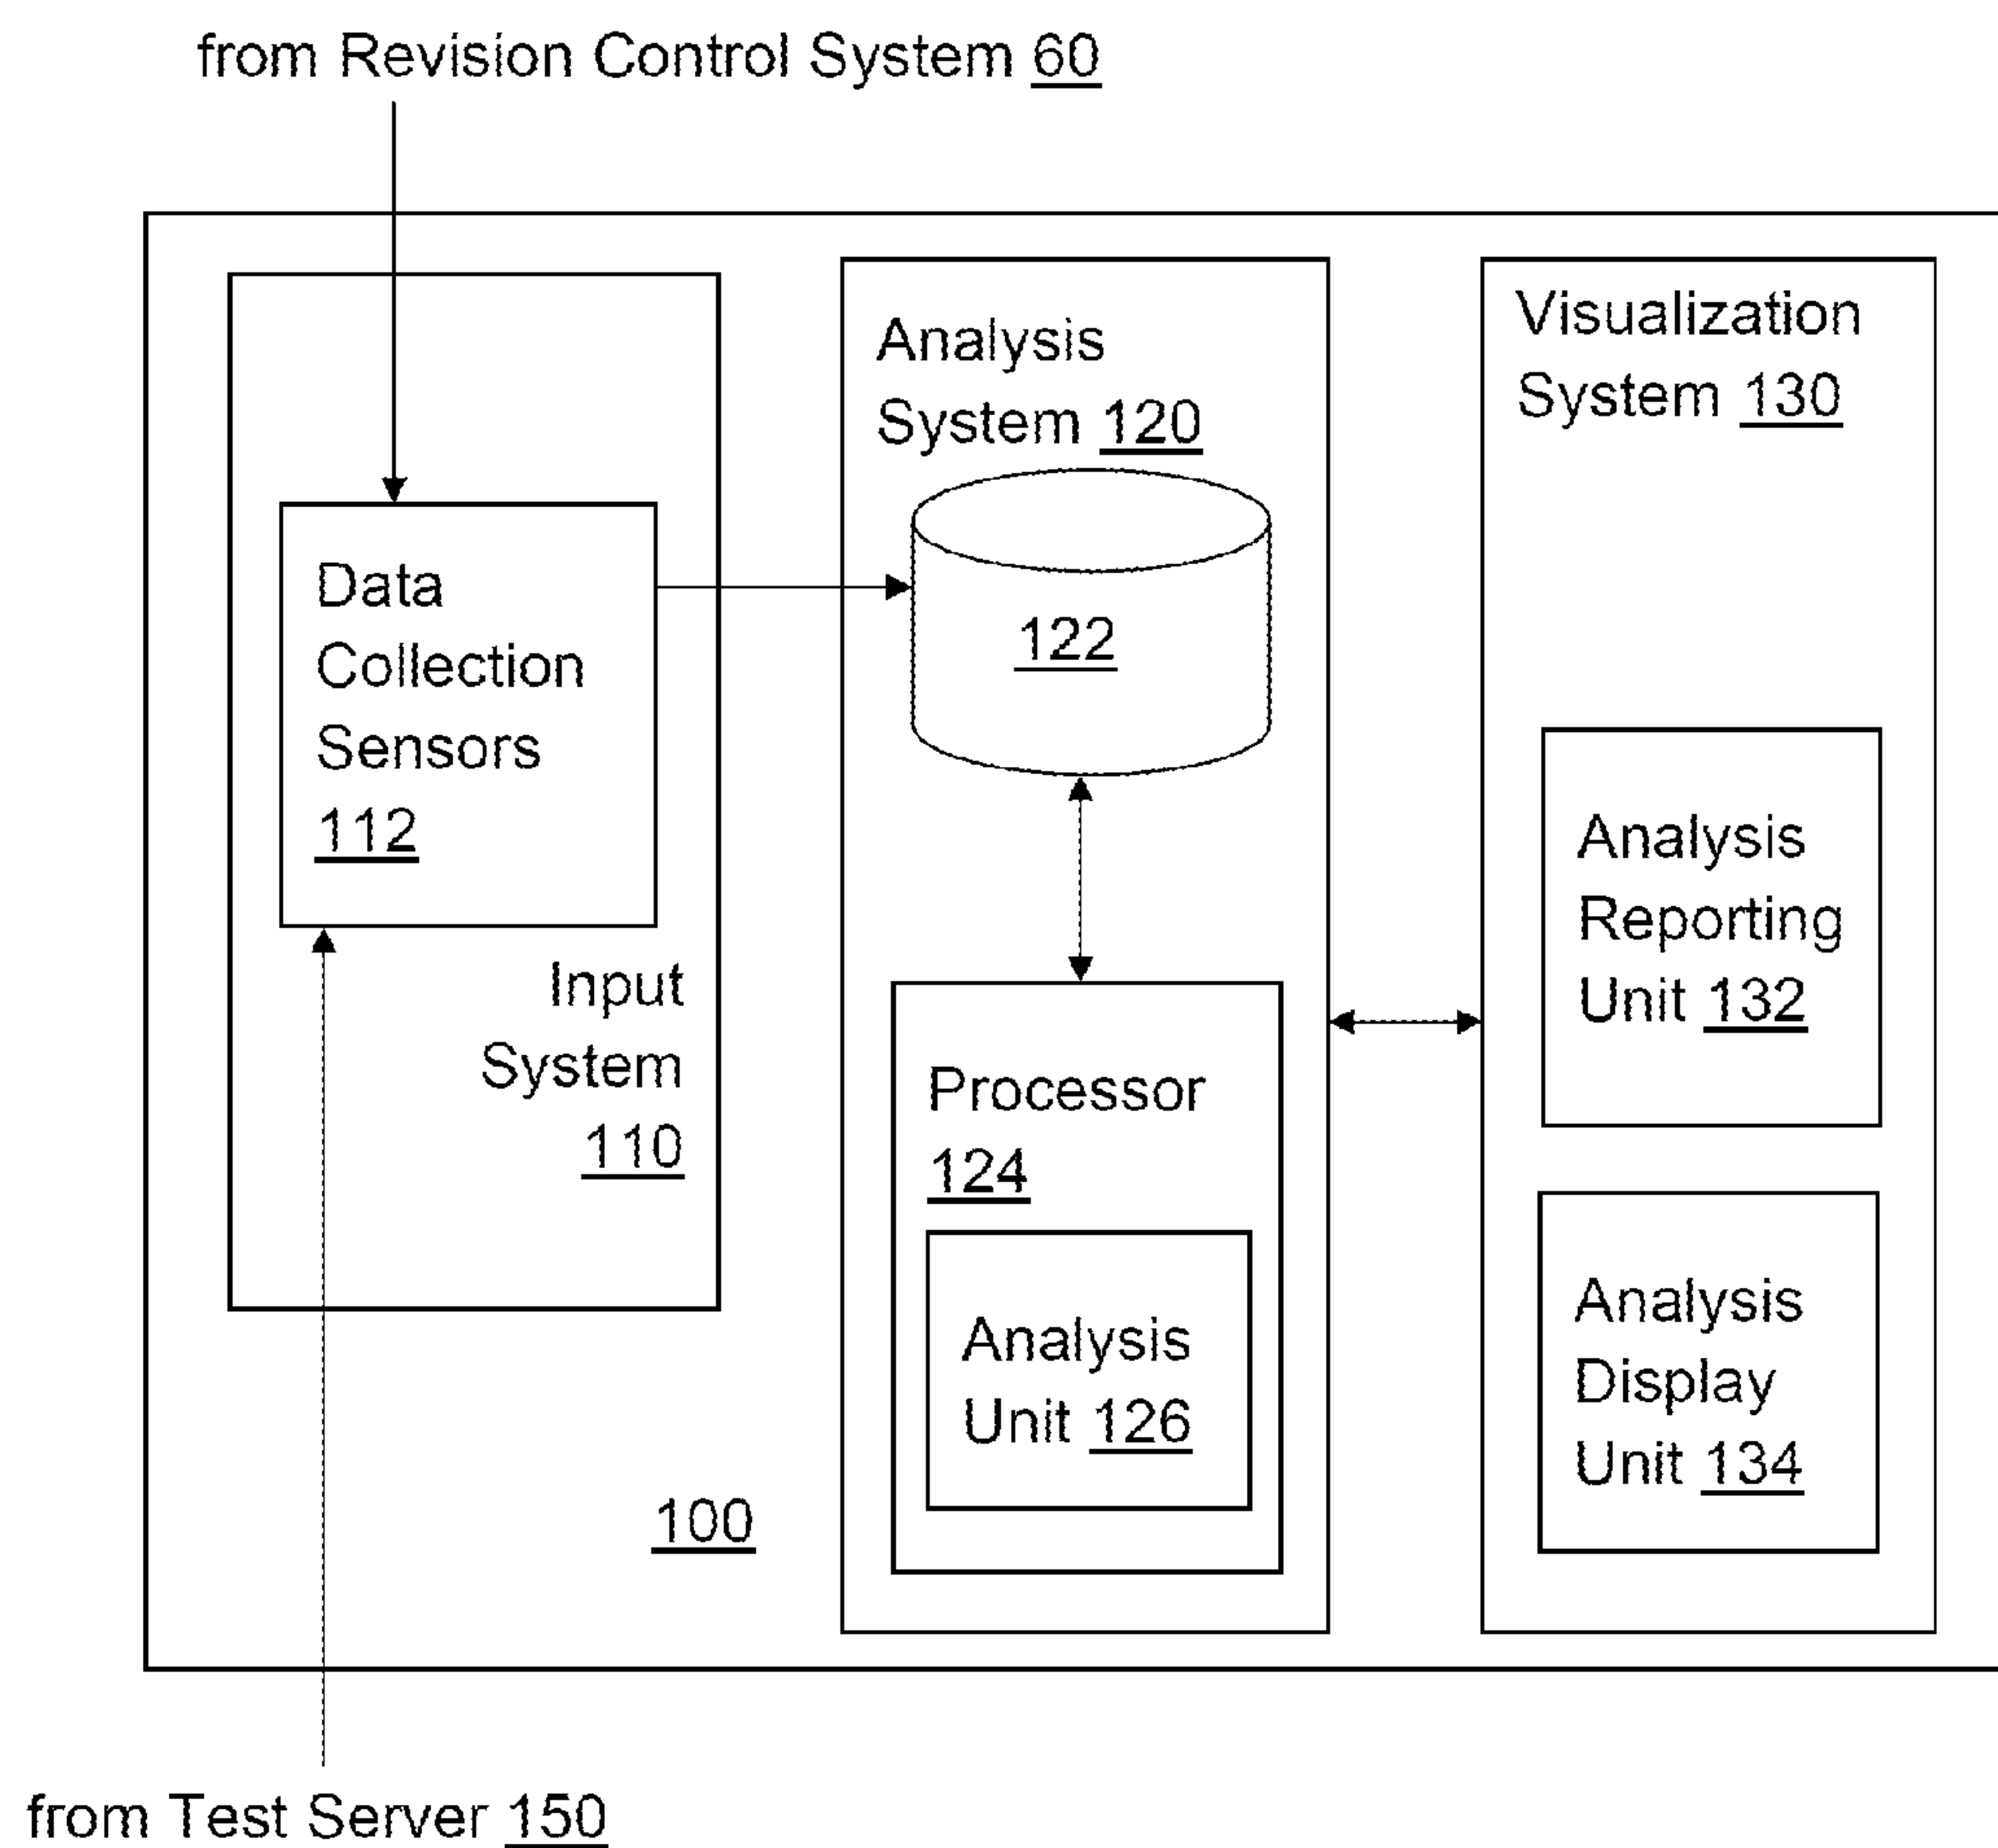 from Revision Control System 60
Data
Collection
Sensors
112
Input
System
110
Analysis
System 120
122
Processor
124
Analysis
Unit 126
Visualization
System 130
Analysis
Reporting
Unit 132
Analysis
Display
Unit 134
100
from Test Server 150